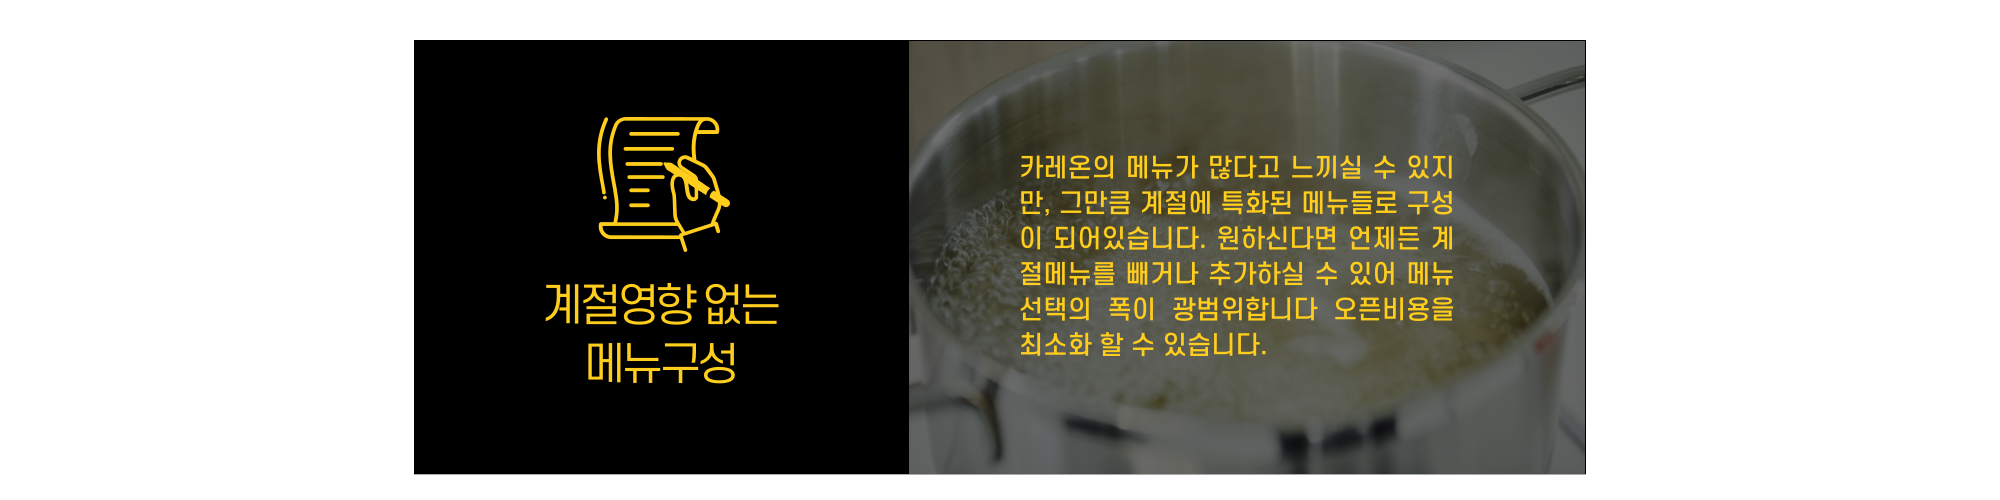 계절영향 없는
메뉴구성
카레온의 메뉴가 많다고 느끼실 수 있지
만, 그만큼 계절에 특화된 메뉴들로 구성
이 되어있습니다. 원하신다면 언제든 계
절메뉴를 빼거나 추가하실 수 있어 메뉴
선택의 폭이 광범위합니다 오픈비용을
최소화 할 수 있습니다.